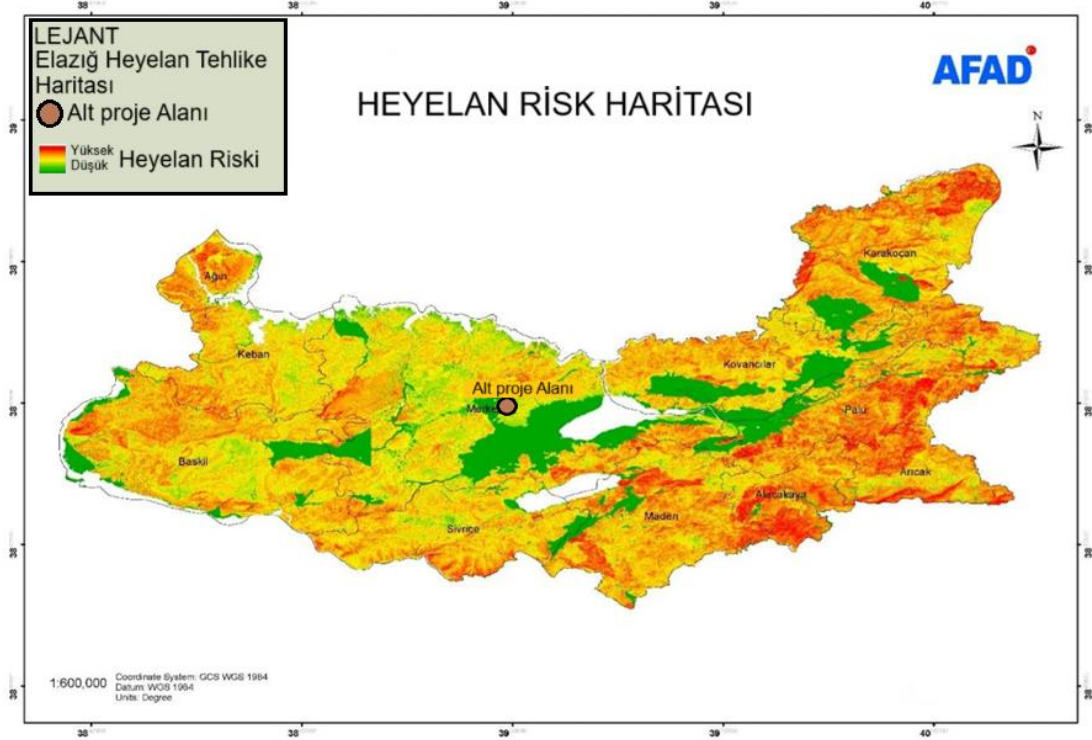 LEJANT
Elazığ Heyelan Tehlike
Haritası
Alt proje Alanı
Yüksek
Düşük
Heyelan Riski
HEYELAN RİSK HARİTASI
AFAD
N
Ağın
Karakoçan
Keban
Kovancılar
Alt proje Alanı
Palu
Baskil
Arıcak
Alacakaya
Sivrice
Maden
1:600,000
Coordinate System: GCS WGS 1984
Datum: WGS 1984
Units: Degree
38
39
40